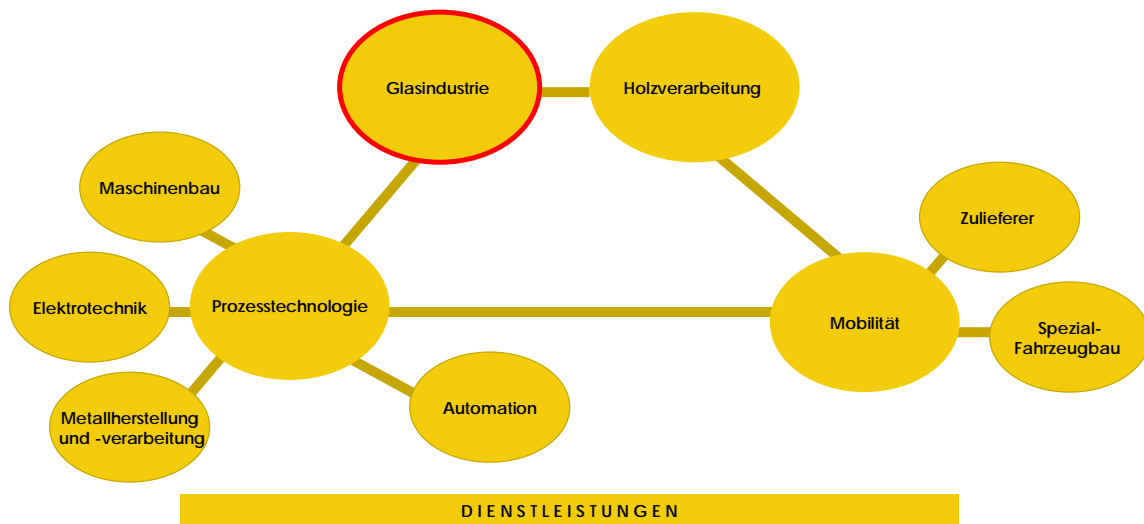 Glasindustrie
Holzverarbeitung
Maschinenbau
Zulieferer
Elektrotechnik
Prozesstechnologie
Mobilität
Spezial-
Fahrzeugbau
Metallherstellung
und -verarbeitung
Automation
DIENSTLEISTUNGEN